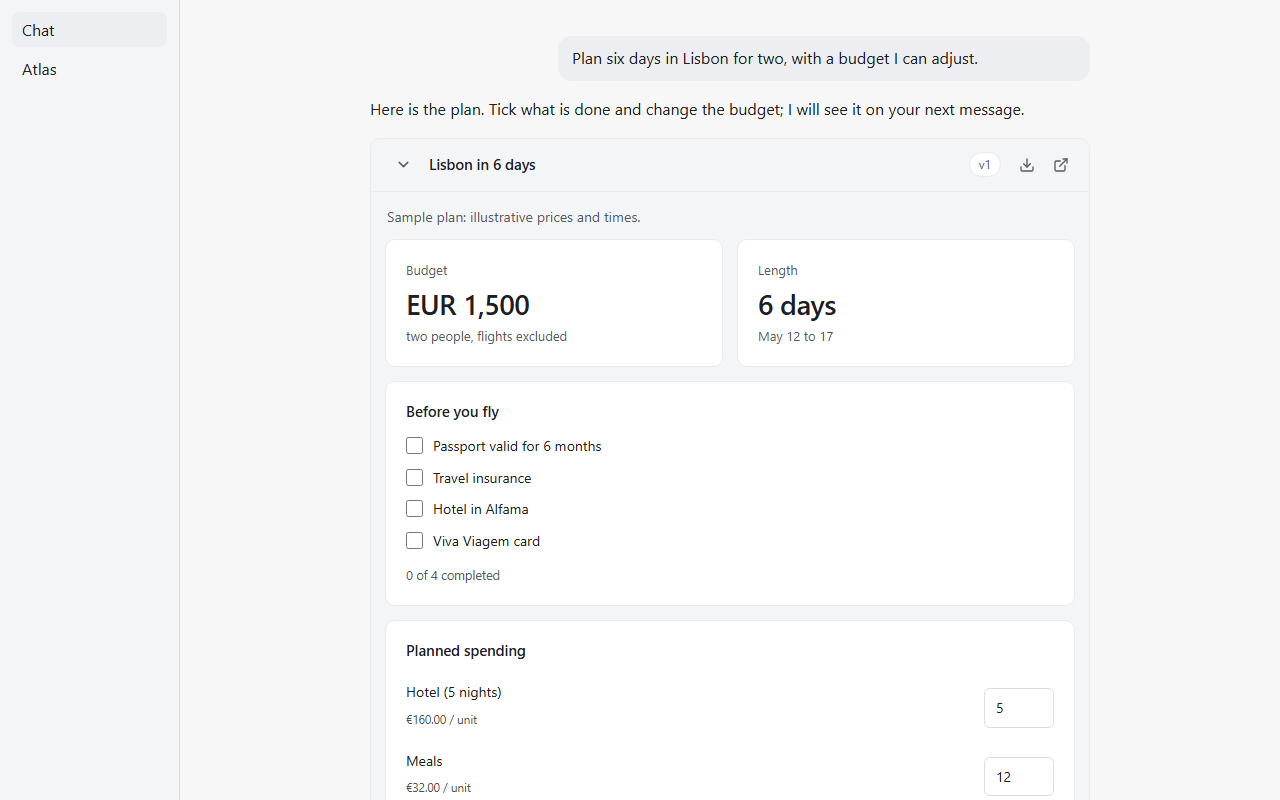 Chat
Atlas
Plan six days in Lisbon for two, with a budget I can adjust.
Here is the plan. Tick what is done and change the budget; I will see it on your next message.
Lisbon in 6 days
v1
Sample plan: illustrative prices and times.
Budget
EUR 1,500
two people, flights excluded
Length
6 days
May 12 to 17
Before you fly
Passport valid for 6 months
Travel insurance
Hotel in Alfama
Viva Viagem card
0 of 4 completed
Planned spending
Hotel (5 nights)
€160.00 / unit
5
Meals
€32.00 / unit
12